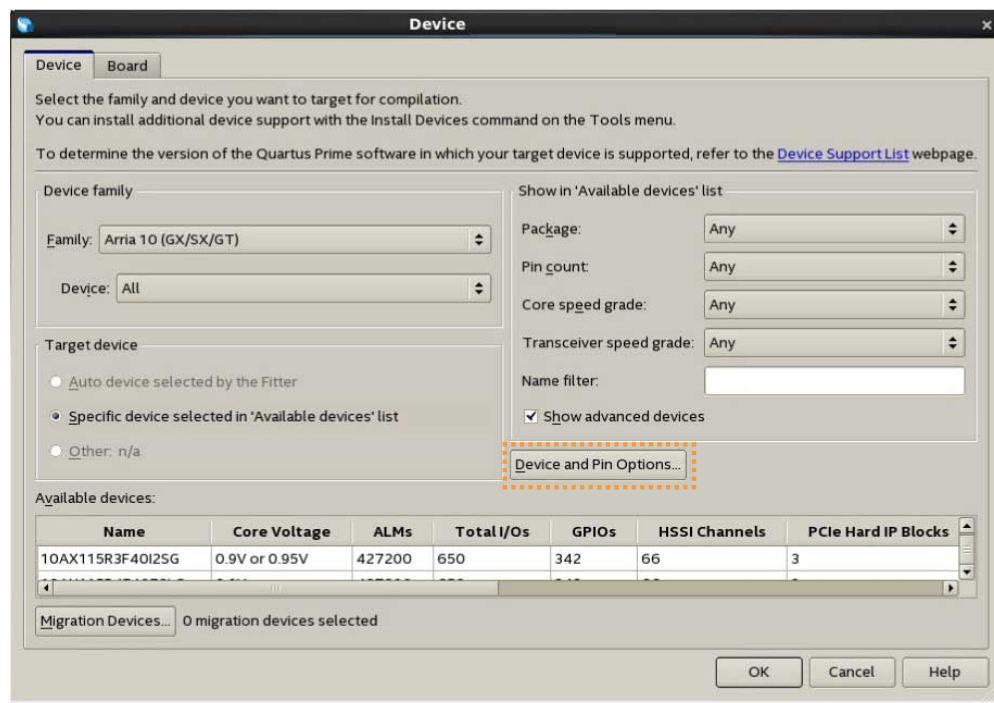 Device
Device Board
Select the family and device you want to target for compilation.
You can install additional device support with the Install Devices command on the Tools menu.
To determine the version of the Quartus Prime software in which your target device is supported, refer to the Device Support List webpage.
Device family
Family: Arria 10 (GX/SX/GT)
Device: All
Show in 'Available devices' list
Package: Any
Pin count: Any
Core speed grade: Any
Transceiver speed grade: Any
Name filter:
Show advanced devices
Target device
Auto device selected by the Fitter
Specific device selected in 'Available devices' list
Other: n/a
Device and Pin Options...
Available devices:
Name Core Voltage ALMs Total I/Os GPIOs HSSI Channels PCIe Hard IP Blocks
10AX115R3F40I2SG 0.9V or 0.95V 427200 650 342 66 3
Migration Devices... 0 migration devices selected
OK Cancel Help